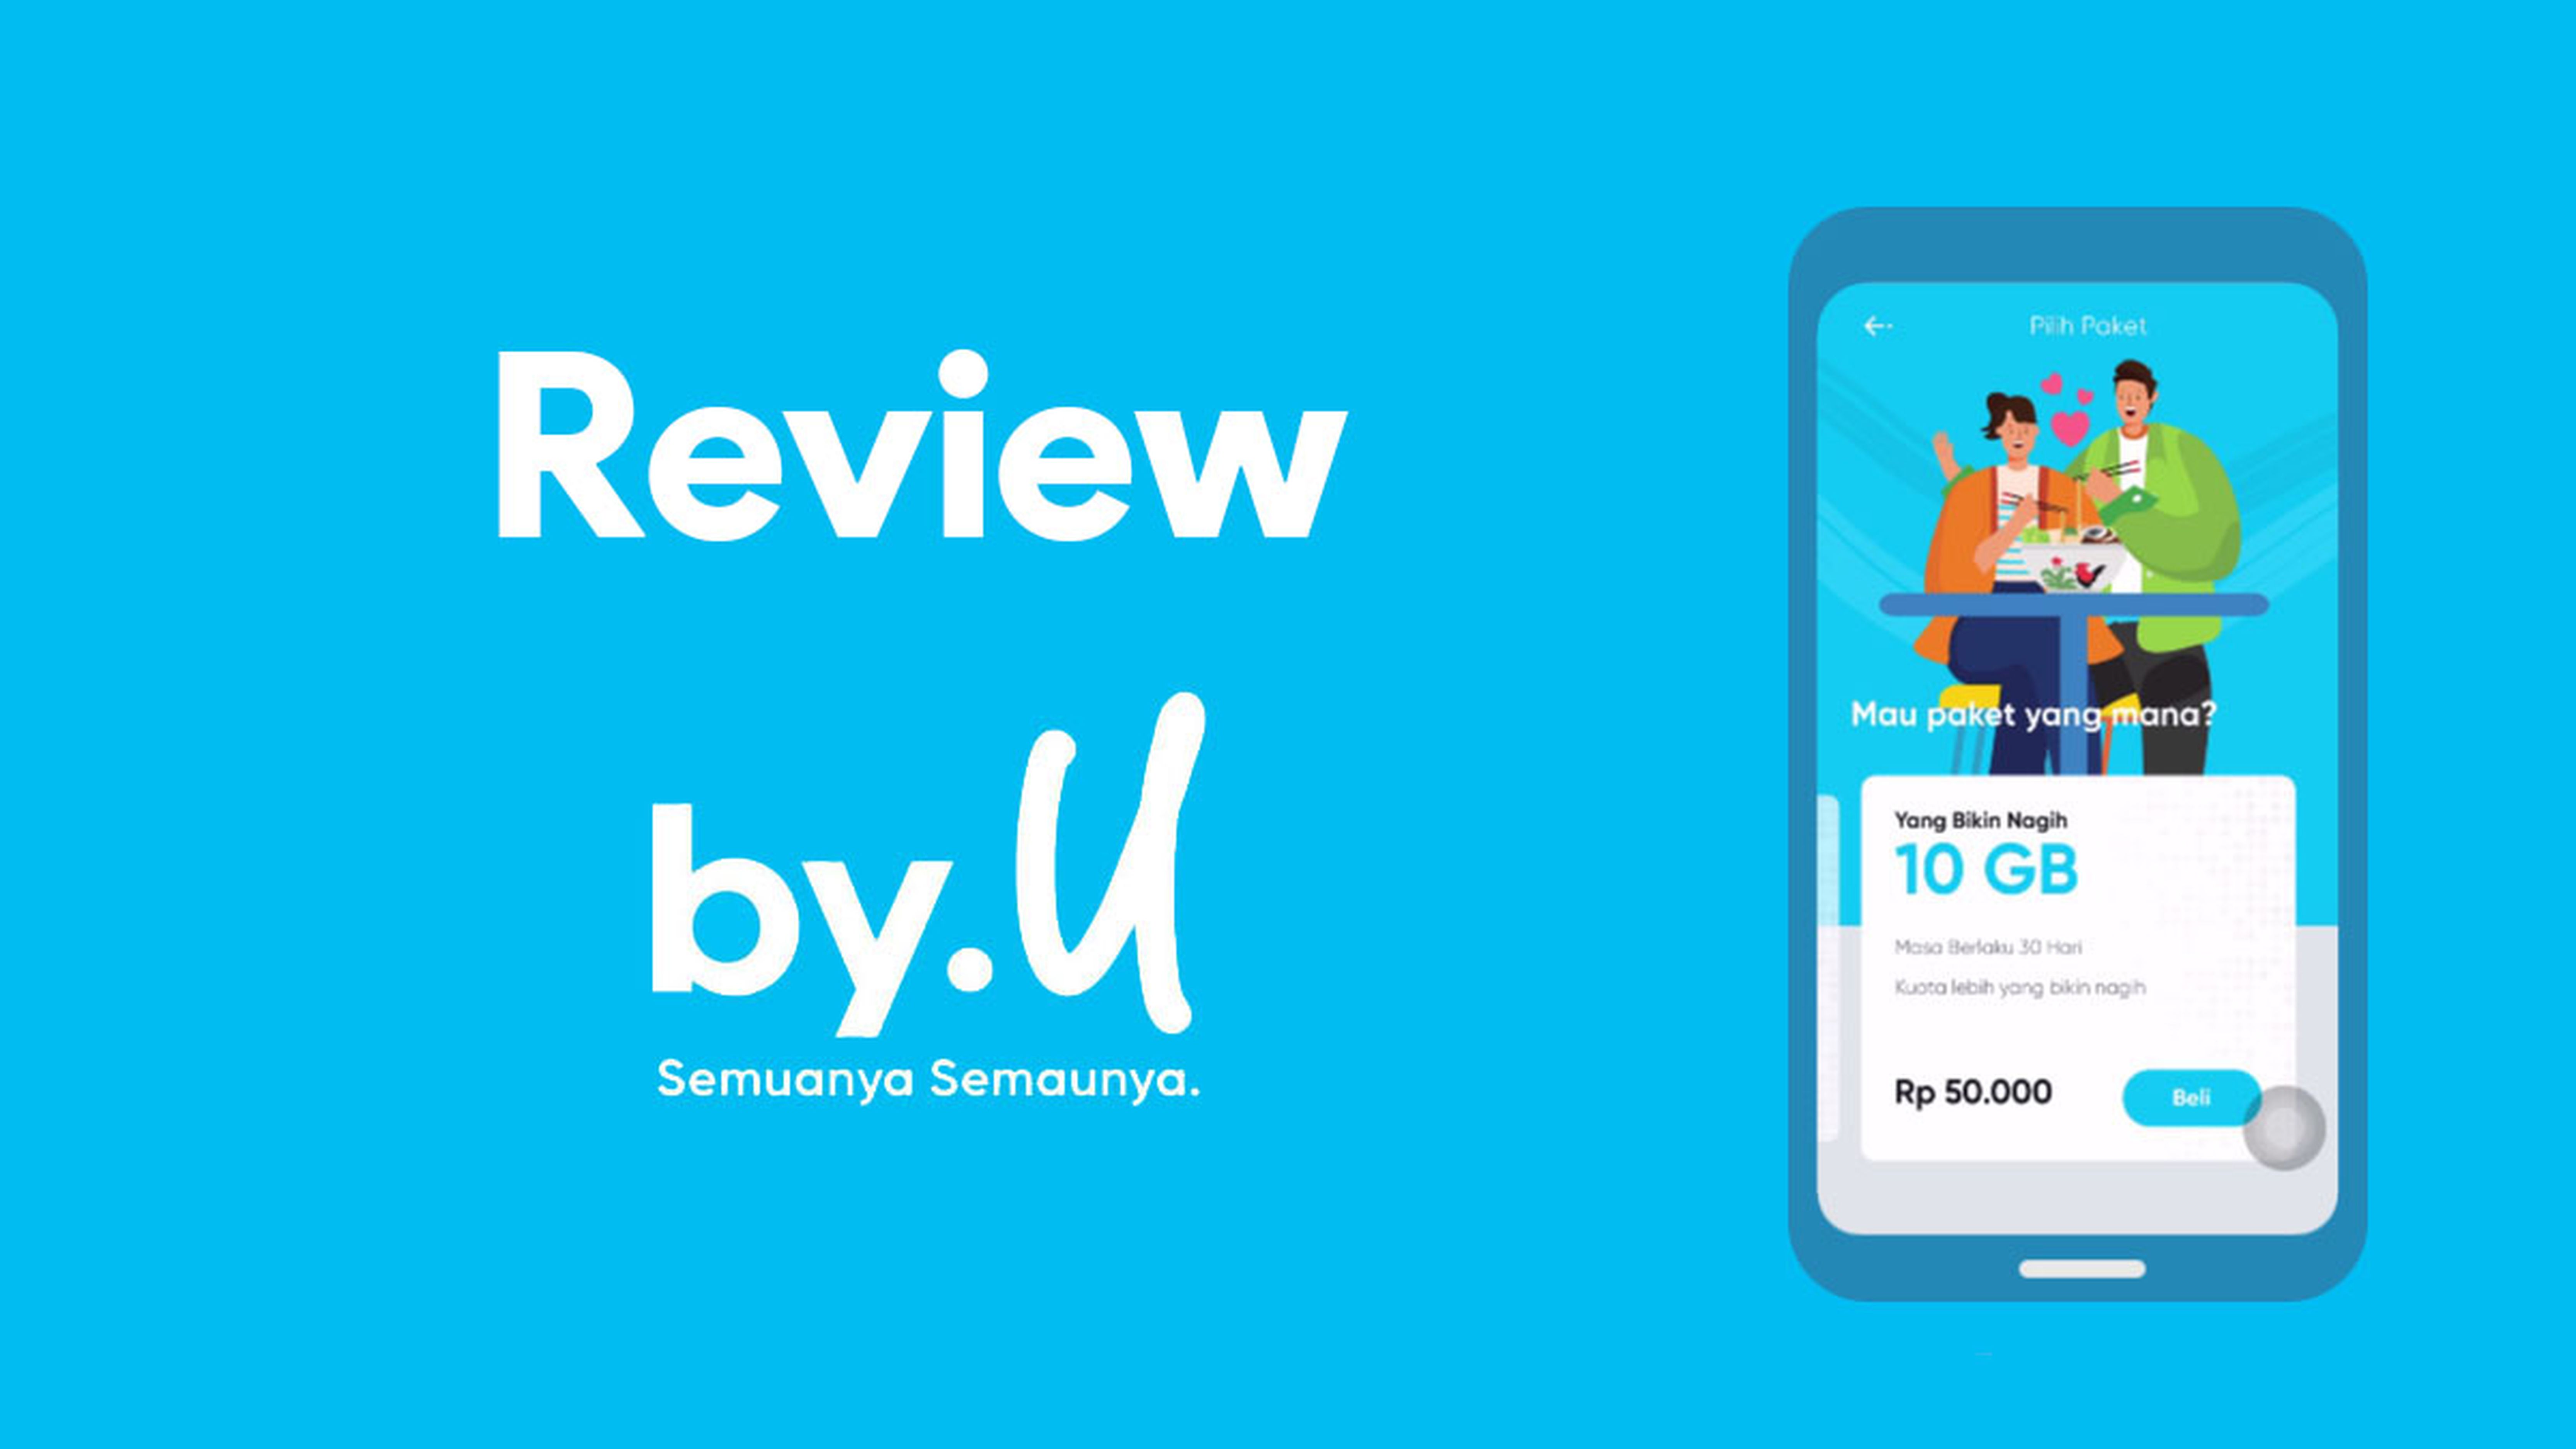 Review
by.U
Semuanya Semaunya.
Pilih Paket
Mau paket yang mana?
Yang Bikin Nagih
10 GB
Masa Berlaku 30 Hari
Kuota lebih yang bikin nagih
Rp 50.000
Beli